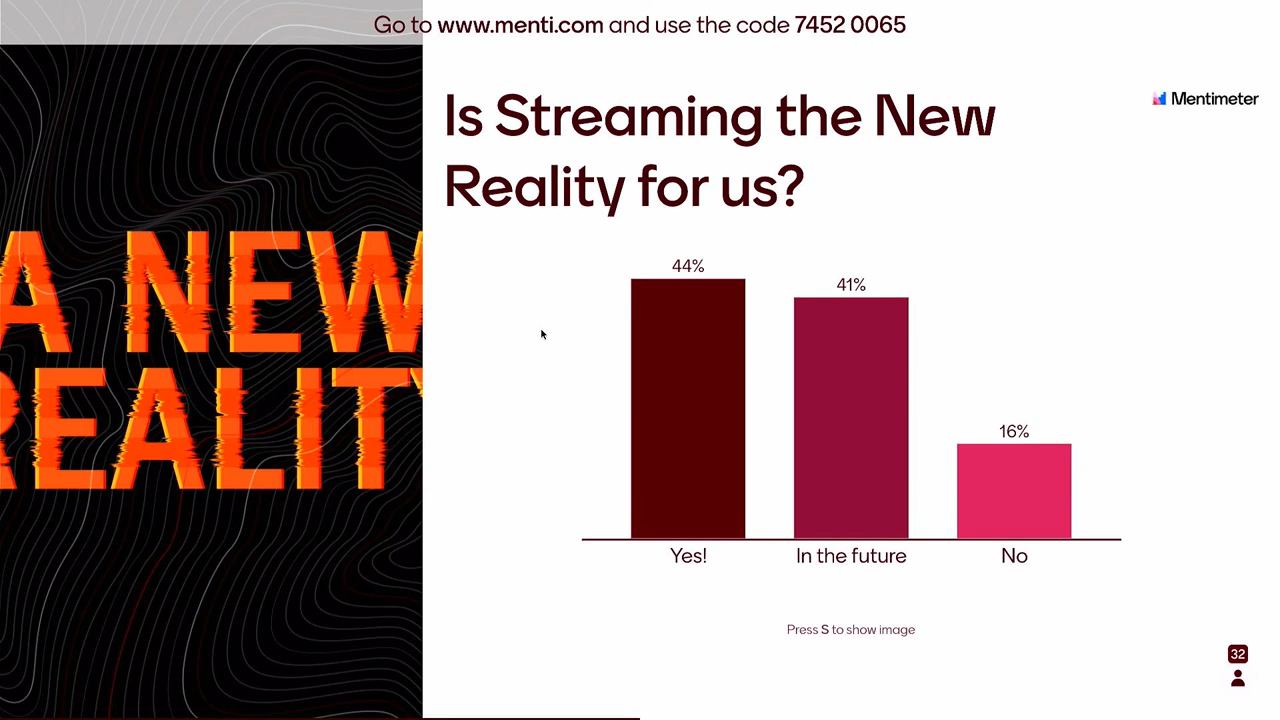 Go to www.menti.com and use the code 7452 0065
A NEW
REALITY
Is Streaming the New
Reality for us?
Mentimeter
44%
41%
16%
Yes!
In the future
No
Press S to show image
32